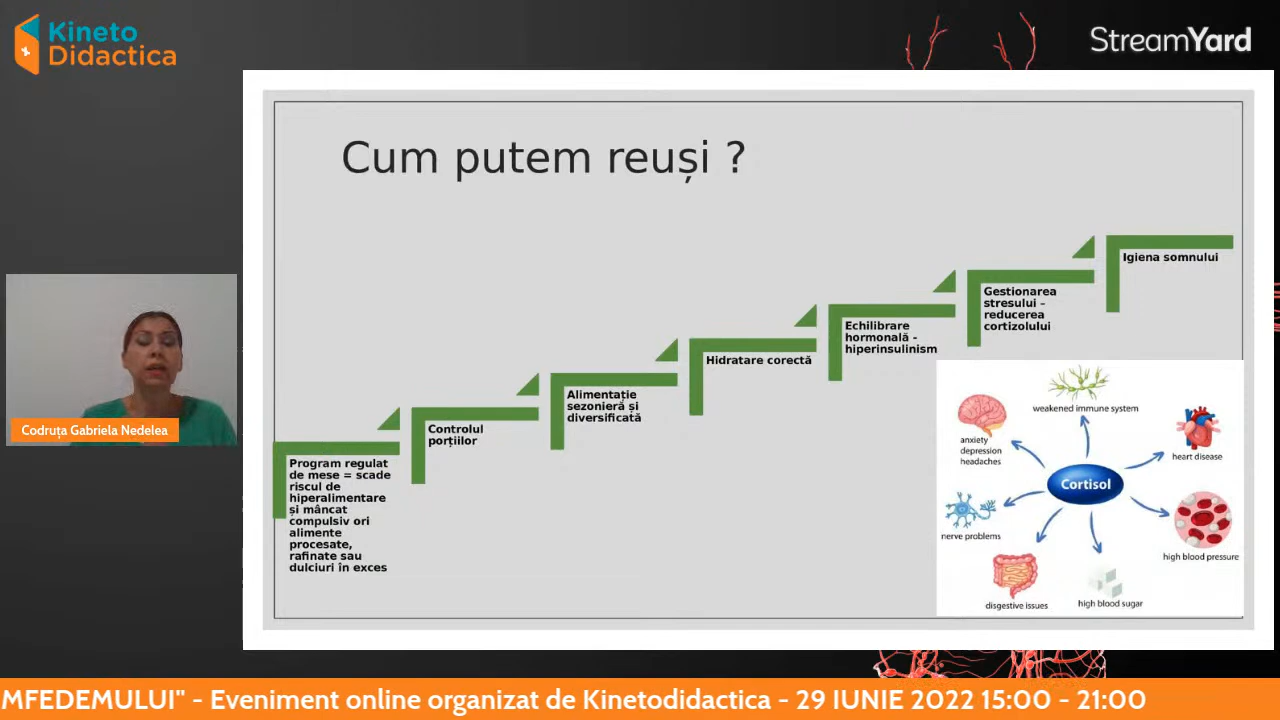 Kineto
Didactica
StreamYard
Cum putem reuși ?
Igiena somnului
Gestionarea
stresului –
reducerea
cortizolului
Echilibrare
hormonală -
hiperinsulinism
Hidratare corectă
Alimentație
sezonieră și
diversificată
Controlul
porțiilor
Program regulat
de mese = scade
riscul de
hiperalimentare
și mâncat
compulsiv ori
alimente
procesate,
rafinate sau
dulciuri în exces
weakened immune system
anxiety
depression
headaches
heart disease
Cortisol
nerve problems
high blood pressure
disgestive issues
high blood sugar
Codruța Gabriela Nedelea
MFEDEMULUI" - Eveniment online organizat de Kinetodidactica - 29 IUNIE 2022 15:00 - 21:00